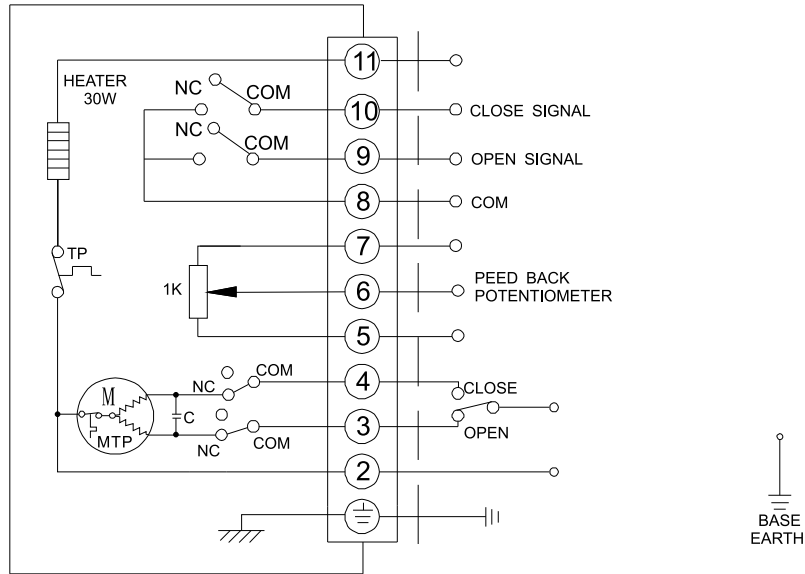 11
HEATER
30W
NC
COM
10
CLOSE SIGNAL
NC
COM
9
OPEN SIGNAL
8
COM
7
TP
1K
6
PEED BACK
POTENTIOMETER
5
COM
4
NC
CLOSE
M
C
MTP
3
COM
OPEN
NC
2
BASE
EARTH